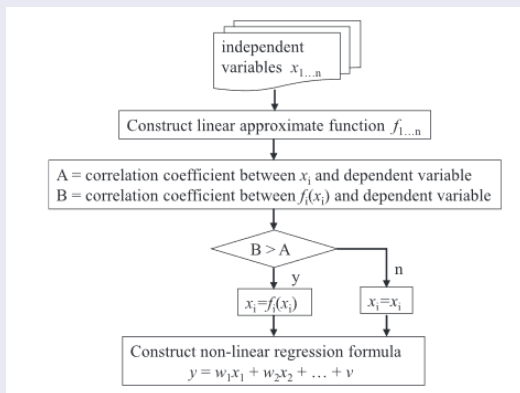 independent
variables x₁…ₙ
Construct linear approximate function f₁…ₙ
A = correlation coefficient between xᵢ and dependent variable
B = correlation coefficient between fᵢ(xᵢ) and dependent variable
B > A
y
n
xᵢ=fᵢ(xᵢ)
xᵢ=xᵢ
Construct non-linear regression formula
y = w₁x₁ + w₂x₂ + … + v